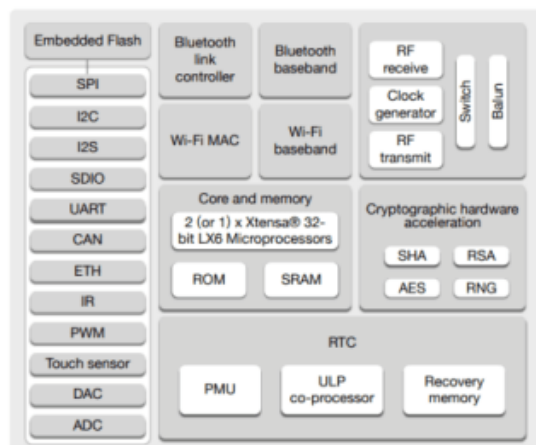 Embedded Flash
SPI
I2C
I2S
SDIO
UART
CAN
ETH
IR
PWM
Touch sensor
DAC
ADC
Bluetooth
link
controller
Bluetooth
baseband
Wi-Fi MAC
Wi-Fi
baseband
RF
receive
Clock
generator
RF
transmit
Switch
Balun
Core and memory
2 (or 1) x Xtensa® 32-
bit LX6 Microprocessors
ROM
SRAM
Cryptographic hardware
acceleration
SHA
RSA
AES
RNG
RTC
PMU
ULP
co-processor
Recovery
memory